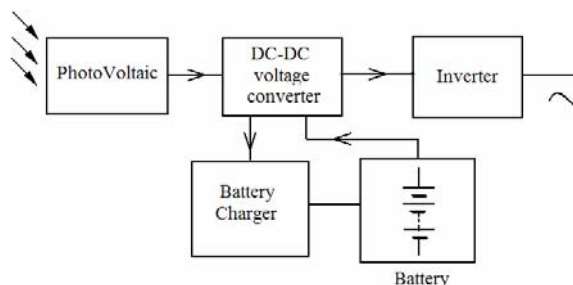 PhotoVoltaic
DC-DC
voltage
converter
Inverter
Battery
Charger
Battery